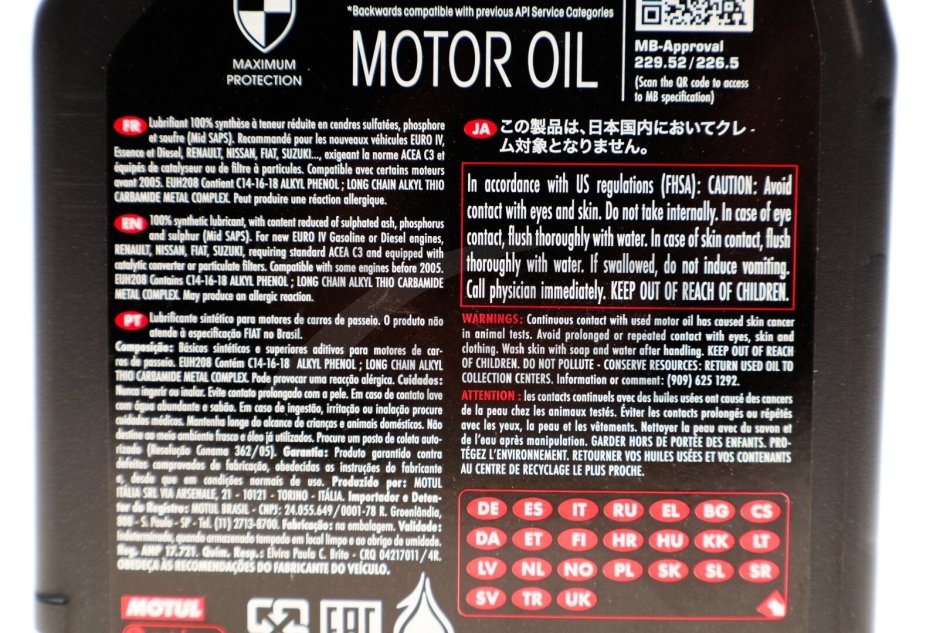 MAXIMUM
PROTECTION
*Backwards compatible with previous API Service Categories
MOTOR OIL
MB-Approval
229.52/226.5
(Scan the QR code to access
to MB specification)
FR Lubrifiant 100% synthèse à teneur réduite en cendres sulfatées, phosphore
et soufre (Mid SAPS). Recommandé pour les nouveaux véhicules EURO IV,
Essence et Diesel, RENAULT, NISSAN, FIAT, SUZUKI..., exigeant la norme ACEA C3 et
équipés de catalyseur ou de filtre à particules. Compatible avec certains moteurs
avant 2005. EUH208 Contient C14-16-18 ALKYL PHENOL ; LONG CHAIN ALKYL THIO
CARBAMIDE METAL COMPLEX. Peut produire une réaction allergique.
EN 100% synthetic lubricant, with content reduced of sulphated ash, phosphorus
and sulphur (Mid SAPS). For new EURO IV Gasoline or Diesel engines,
RENAULT, NISSAN, FIAT, SUZUKI, requiring standard ACEA C3 and equipped with
catalytic converter or particulate filters. Compatible with some engines before 2005.
EUH208 Contains C14-16-18 ALKYL PHENOL ; LONG CHAIN ALKYL THIO CARBAMIDE
METAL COMPLEX. May produce an allergic reaction.
PT Lubrificante sintético para motores de carros de passeio. O produto não
atende à especificação FIAT no Brasil.
Composição: Básicos sintéticos e superiores aditivos para motores de car-
ros de passeio. EUH208 Contém C14-16-18 ALKYL PHENOL ; LONG CHAIN ALKYL
THIO CARBAMIDE METAL COMPLEX. Pode provocar uma reacção alérgica. Cuidados:
Nunca ingerir ou inalar. Evite contato prolongado com a pele. Em caso de contato lave
com água abundante e sabão. Em caso de ingestão, irritação ou inalação procure
cuidados médicos. Mantenha longe do alcance de crianças e animais domésticos. Não
destine ao meio ambiente frasco e óleo já utilizados. Procure um posto de coleta auto-
rizado (Resolução Conama 362/05). Garantia: Produto garantido contra
defeitos comprovados de fabricação, obedecidas as instruções do fabricante
e, desde que em condições normais de uso. Produzido por: MOTUL
ITÁLIA SRL VIA ARSENALE, 21 - 10121 - TORINO - ITÁLIA. Importador e Deten-
tor do Registro: MOTUL BRASIL - CNPJ: 24.055.649/0001-78 R. Groenlândia,
808 - S. Paulo - SP - Tel. (11) 2713-8700. Fabricação: na embalagem. Validade:
Indeterminado, quando armazenado tampado em local limpo e ao abrigo de umidade.
Reg. ANP 17.721. Quím. Resp.: Elvira Paula C. Brito - CRQ 04217011/4R.
OBEDEÇA ÀS RECOMENDAÇÕES DO FABRICANTE DO VEÍCULO.
JA この製品は、日本国内においてクレー
ム対象となりません。
In accordance with US regulations (FHSA): CAUTION: Avoid
contact with eyes and skin. Do not take internally. In case of eye
contact, flush thoroughly with water. In case of skin contact, flush
thoroughly with water. If swallowed, do not induce vomiting.
Call physician immediately. KEEP OUT OF REACH OF CHILDREN.
WARNINGS: Continuous contact with used motor oil has caused skin cancer
in animal tests. Avoid prolonged or repeated contact with eyes, skin and
clothing. Wash skin with soap and water after handling. KEEP OUT OF REACH
OF CHILDREN. DO NOT POLLUTE - CONSERVE RESOURCES: RETURN USED OIL TO
COLLECTION CENTERS. Information or comment: (909) 625 1292.
ATTENTION : les contacts continuels avec des huiles usées ont causé des cancers
de la peau chez les animaux testés. Éviter les contacts prolongés ou répétés
avec les yeux, la peau et les vêtements. Nettoyer la peau avec du savon et
de l'eau après manipulation. GARDER HORS DE PORTÉE DES ENFANTS. PRO-
TÉGEZ L'ENVIRONNEMENT. RETOURNER VOS HUILES USÉES ET VOS CONTENANTS
AU CENTRE DE RECYCLAGE LE PLUS PROCHE.
DE ES IT RU EL BG CS
DA ET FI HR HU KK LT
LV NL NO PL SK SL SR
SV TR UK
MOTUL
EAC